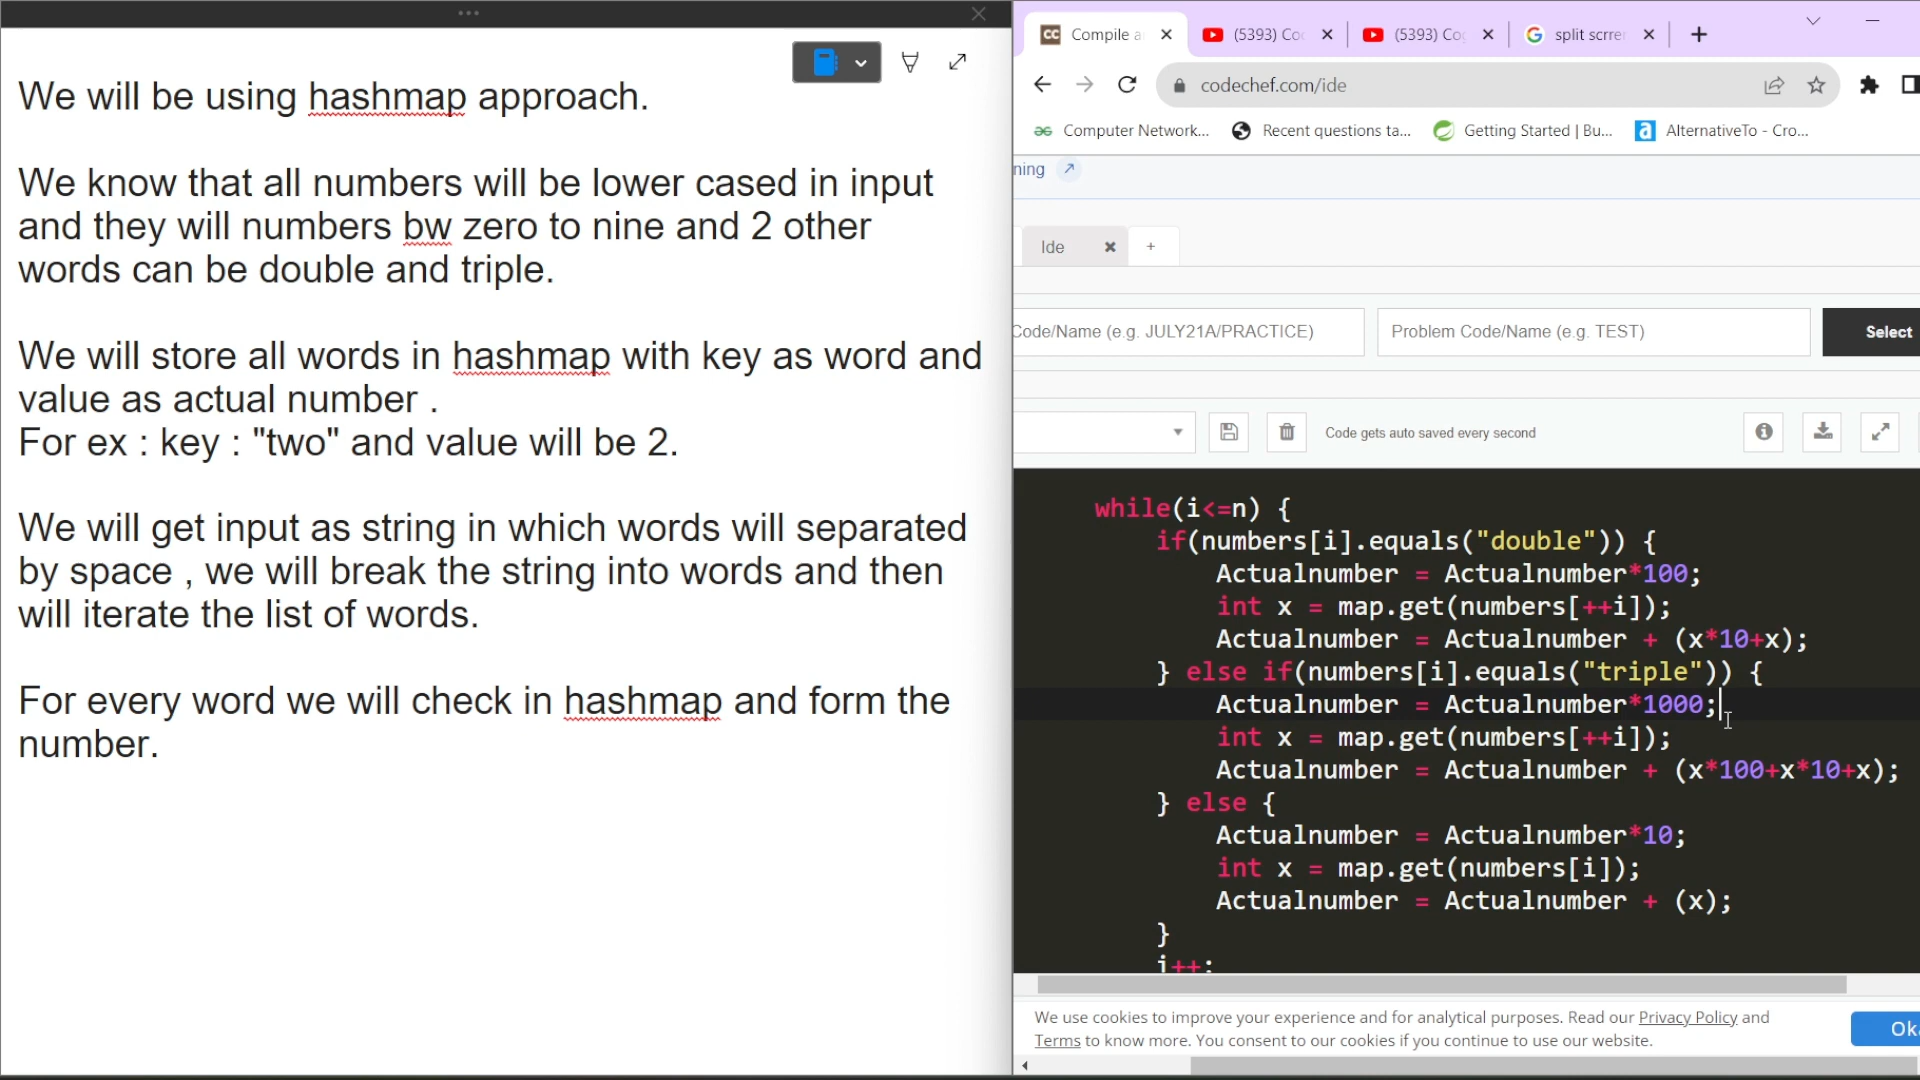 We will be using hashmap approach.
We know that all numbers will be lower cased in input
and they will numbers bw zero to nine and 2 other
words can be double and triple.
We will store all words in hashmap with key as word and
value as actual number .
For ex : key : "two" and value will be 2.
We will get input as string in which words will separated
by space , we will break the string into words and then
will iterate the list of words.
For every word we will check in hashmap and form the
number.
Compile a
(5393) Co
(5393) Co
split scrre
codechef.com/ide
Computer Network...
Recent questions ta...
Getting Started | Bu...
AlternativeTo - Cro...
ning
Ide
Code/Name (e.g. JULY21A/PRACTICE)
Problem Code/Name (e.g. TEST)
Select
Code gets auto saved every second
while(i<=n) {
if(numbers[i].equals("double")) {
Actualnumber = Actualnumber*100;
int x = map.get(numbers[++i]);
Actualnumber = Actualnumber + (x*10+x);
} else if(numbers[i].equals("triple")) {
Actualnumber = Actualnumber*1000;
int x = map.get(numbers[++i]);
Actualnumber = Actualnumber + (x*100+x*10+x);
} else {
Actualnumber = Actualnumber*10;
int x = map.get(numbers[i]);
Actualnumber = Actualnumber + (x);
}
i++;
We use cookies to improve your experience and for analytical purposes. Read our Privacy Policy and
Terms to know more. You consent to our cookies if you continue to use our website.
Ok